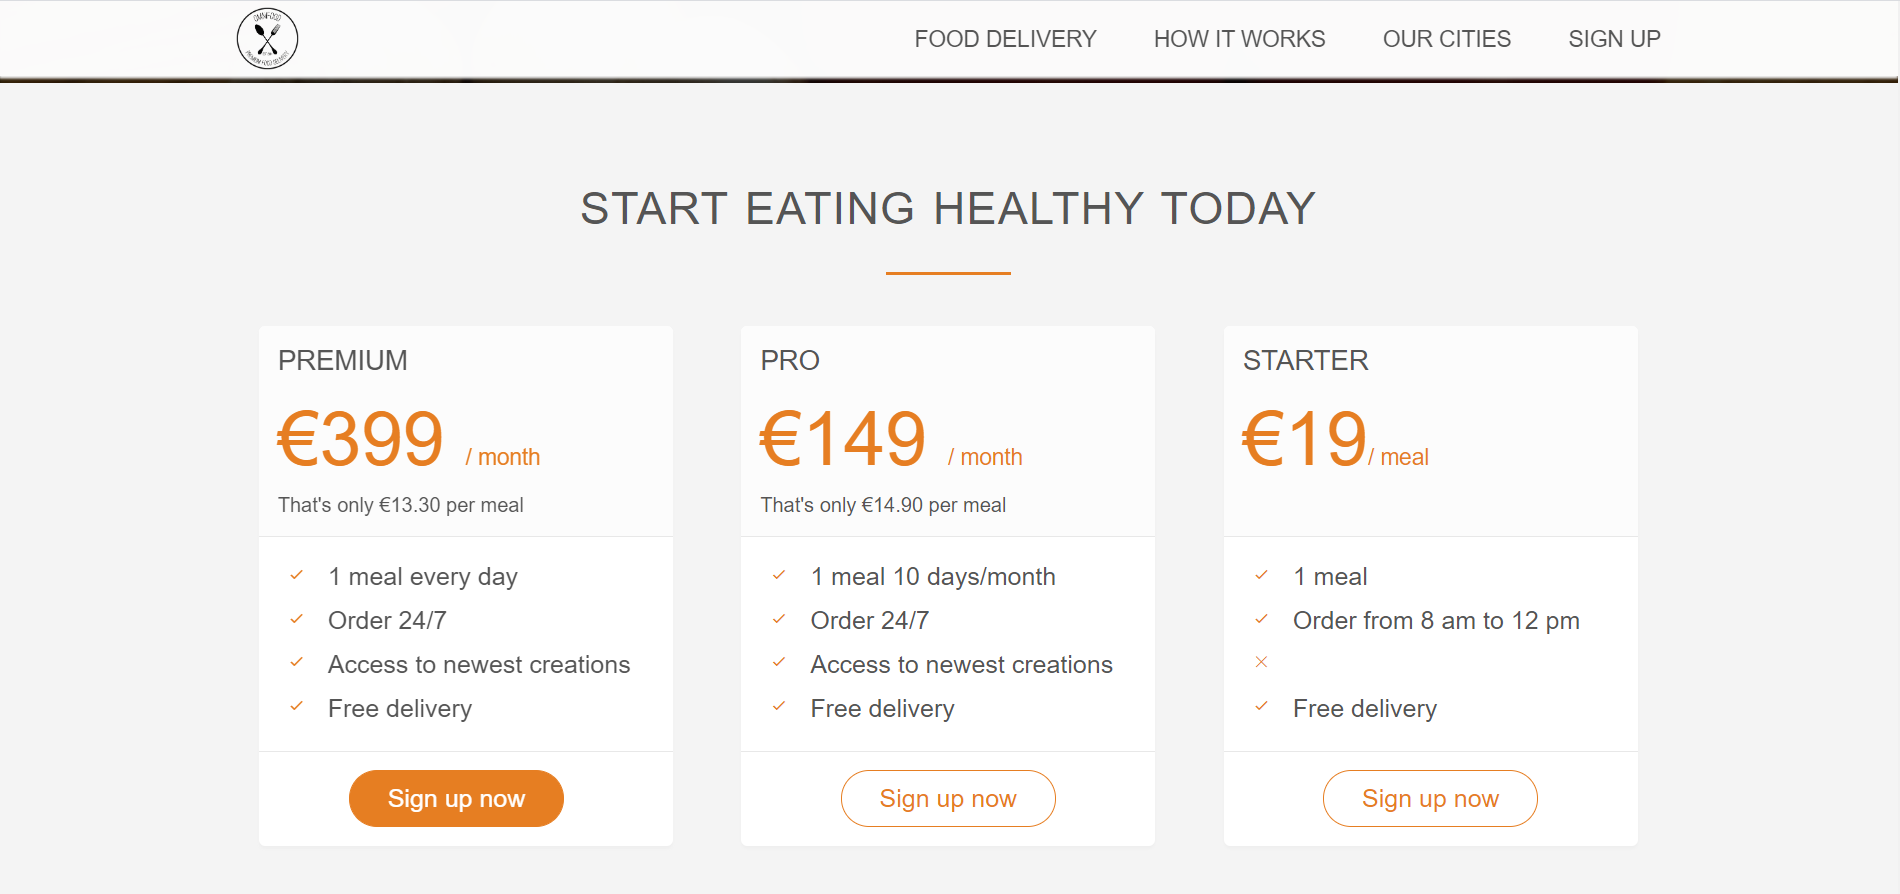 OMNIFOOD
PREMIUM FOOD DELIVERY
FOOD DELIVERY
HOW IT WORKS
OUR CITIES
SIGN UP
START EATING HEALTHY TODAY
PREMIUM
€399 / month
That's only €13.30 per meal
1 meal every day
Order 24/7
Access to newest creations
Free delivery
Sign up now
PRO
€149 / month
That's only €14.90 per meal
1 meal 10 days/month
Order 24/7
Access to newest creations
Free delivery
Sign up now
STARTER
€19/ meal
1 meal
Order from 8 am to 12 pm
Free delivery
Sign up now